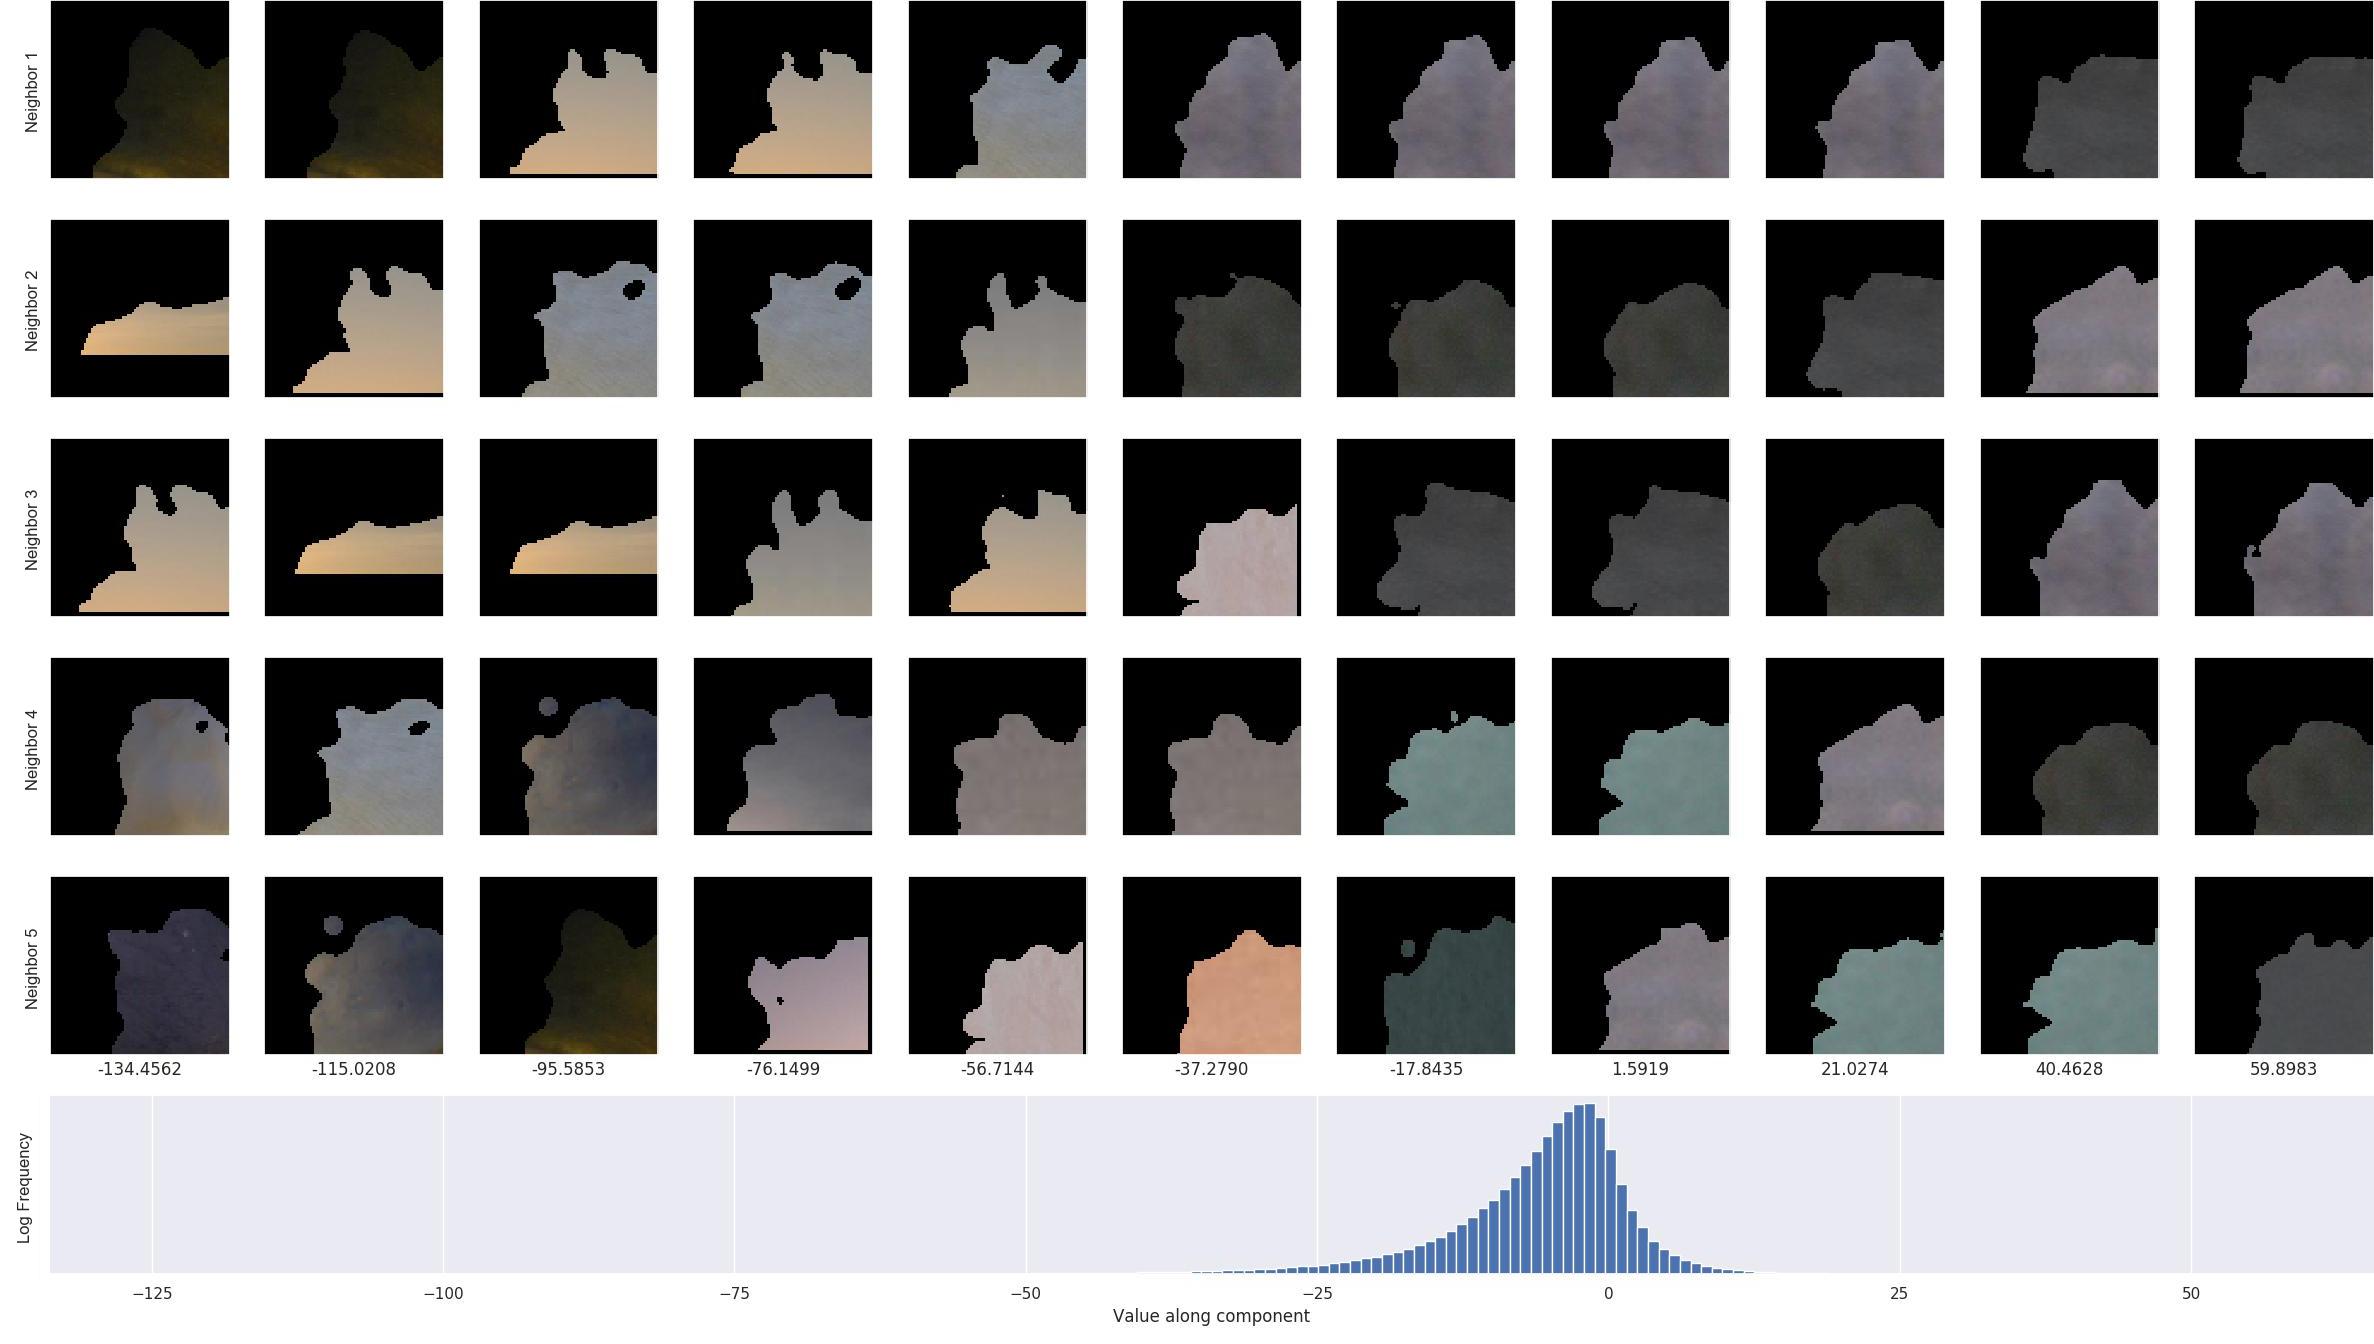 Neighbor 1
Neighbor 2
Neighbor 3
Neighbor 4
Neighbor 5
-134.4562 -115.0208 -95.5853 -76.1499 -56.7144 -37.2790 -17.8435 1.5919 21.0274 40.4628 59.8983
Log Frequency
−125 −100 −75 −50 −25 0 25 50
Value along component